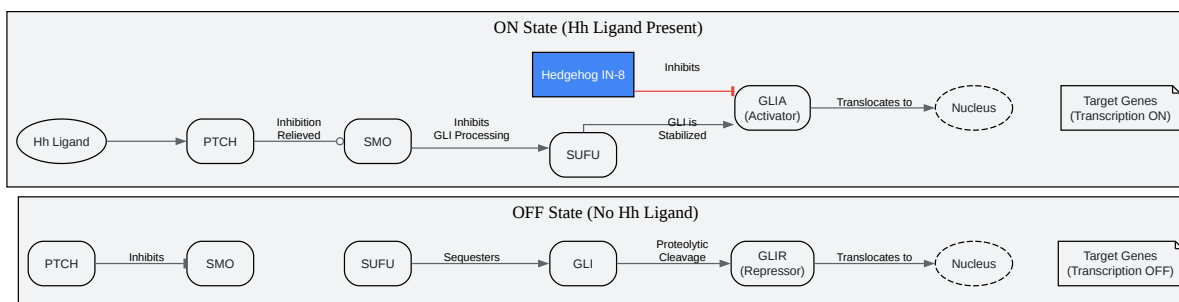 ON State (Hh Ligand Present)
Hedgehog IN-8
Inhibits
GLIA
(Activator)
Translocates to
Nucleus
Target Genes
(Transcription ON)
Hh Ligand
PTCH
Inhibition
Relieved
SMO
Inhibits
GLI Processing
SUFU
GLI is
Stabilized
OFF State (No Hh Ligand)
PTCH
Inhibits
SMO
SUFU
Sequesters
GLI
Proteolytic
Cleavage
GLIR
(Repressor)
Translocates to
Nucleus
Target Genes
(Transcription OFF)